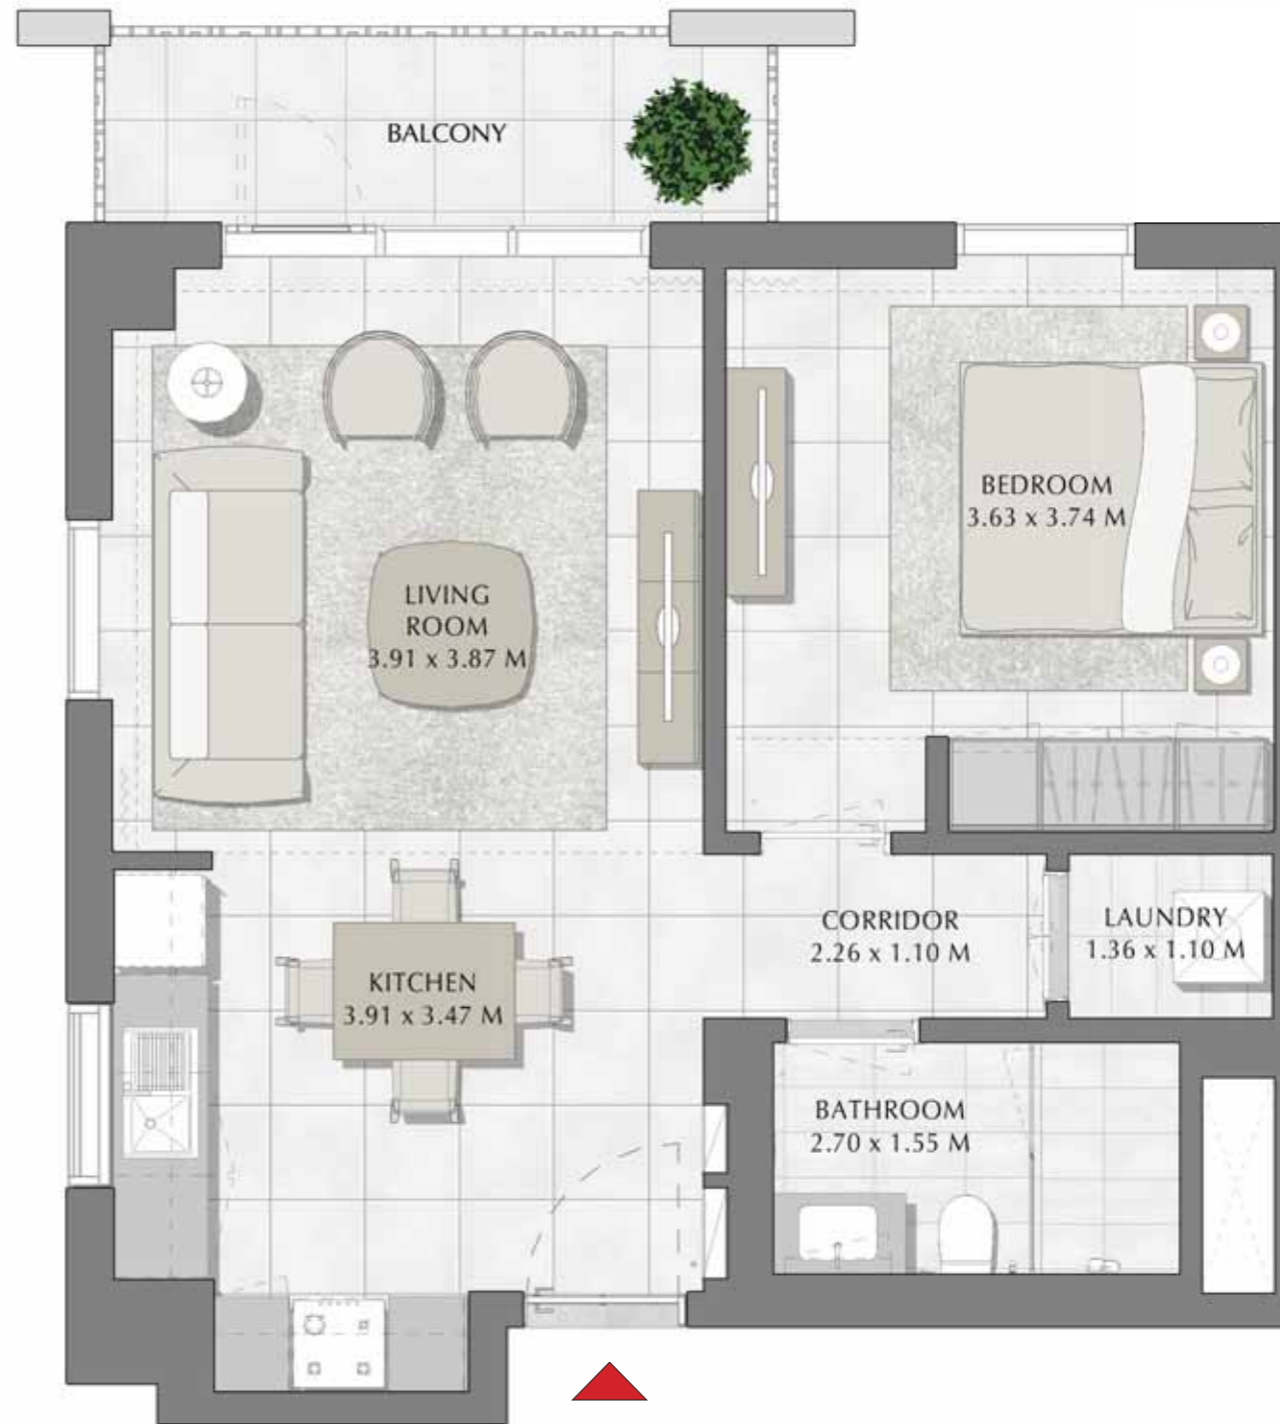 BALCONY
BEDROOM
3.63 x 3.74 M
LIVING
ROOM
3.91 x 3.87 M
CORRIDOR
2.26 x 1.10 M
LAUNDRY
1.36 x 1.10 M
KITCHEN
3.91 x 3.47 M
BATHROOM
2.70 x 1.55 M